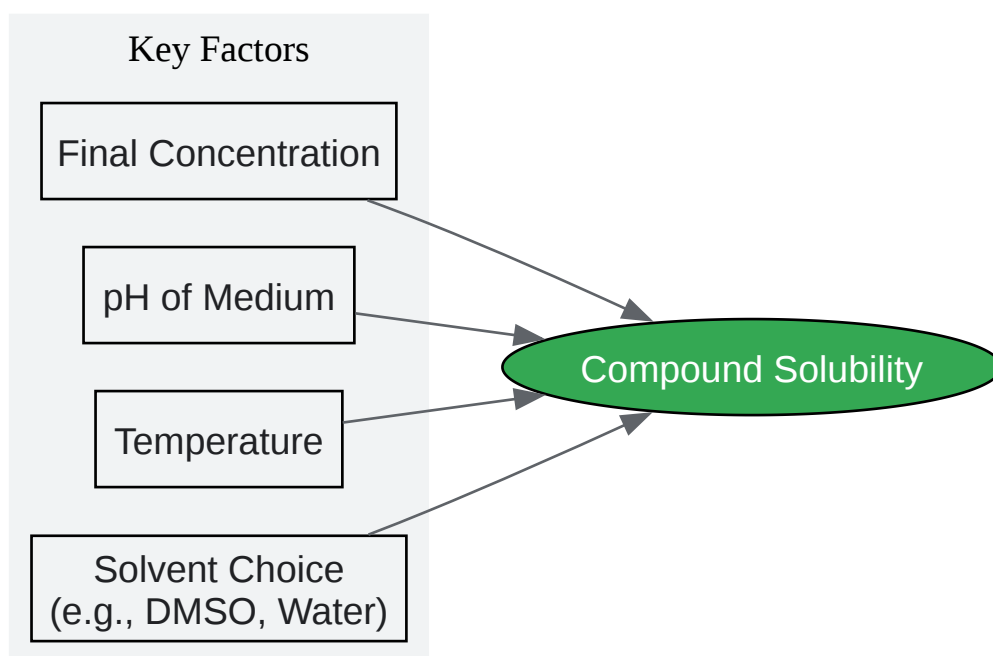 Key Factors
Final Concentration
pH of Medium
Temperature
Solvent Choice
(e.g., DMSO, Water)
Compound Solubility